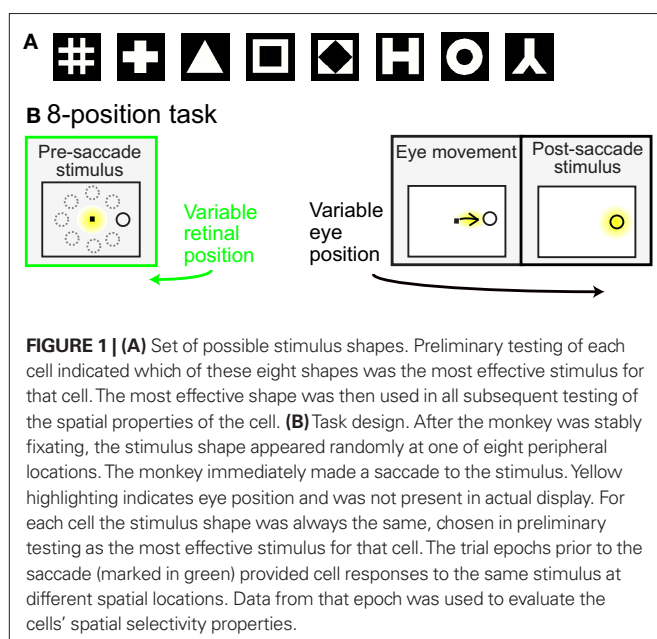 A
B 8-position task
Pre-saccade
stimulus
Variable
retinal
position
Variable
eye
position
Eye movement
Post-saccade
stimulus
FIGURE 1 | (A) Set of possible stimulus shapes. Preliminary testing of each
cell indicated which of these eight shapes was the most effective stimulus for
that cell. The most effective shape was then used in all subsequent testing of
the spatial properties of the cell. (B) Task design. After the monkey was stably
fixating, the stimulus shape appeared randomly at one of eight peripheral
locations. The monkey immediately made a saccade to the stimulus. Yellow
highlighting indicates eye position and was not present in actual display. For
each cell the stimulus shape was always the same, chosen in preliminary
testing as the most effective stimulus for that cell. The trial epochs prior to the
saccade (marked in green) provided cell responses to the same stimulus at
different spatial locations. Data from that epoch was used to evaluate the
cells' spatial selectivity properties.